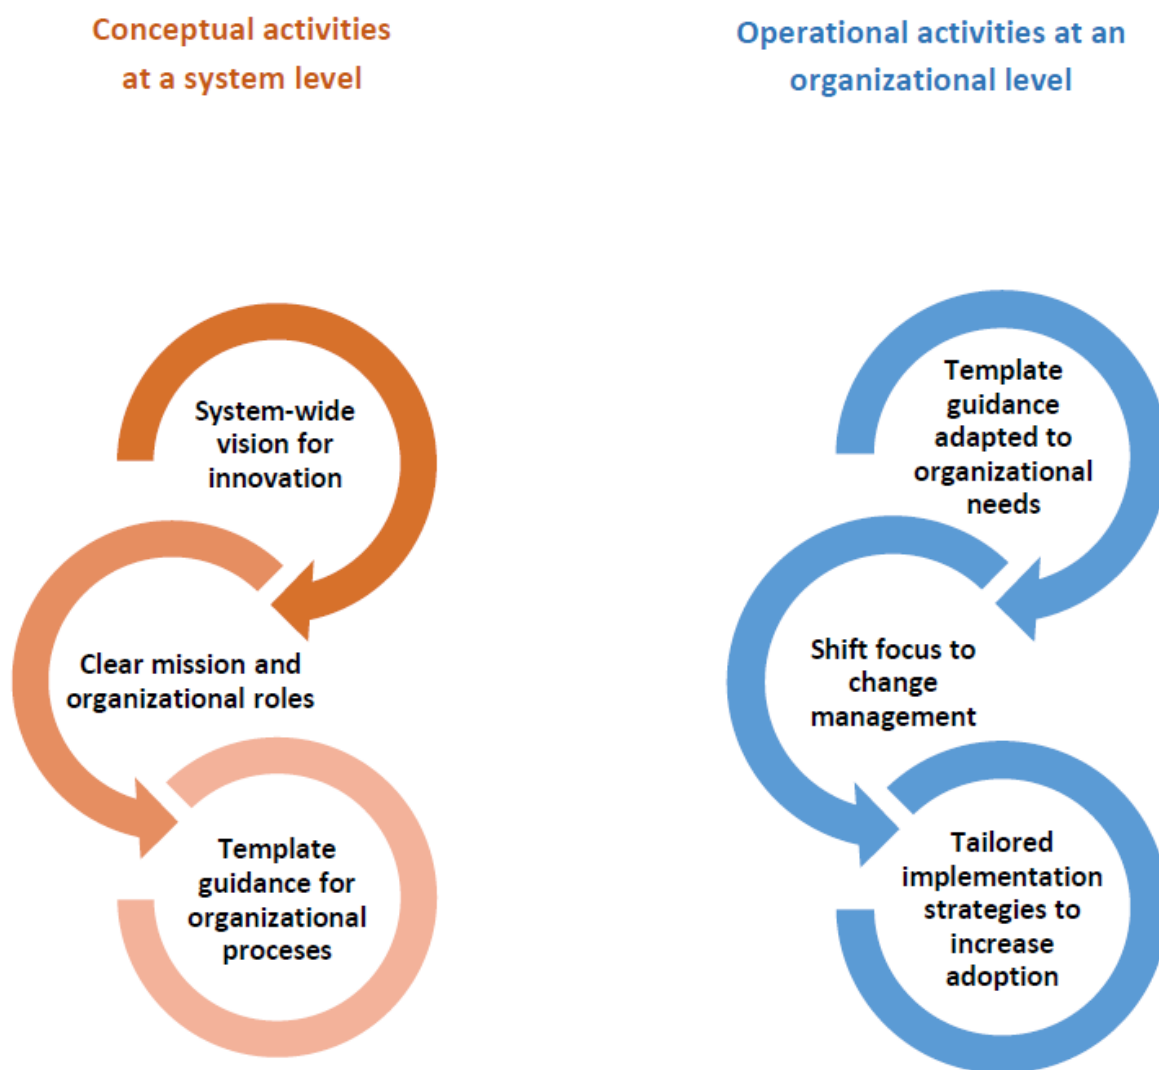 Conceptual activities
at a system level
Operational activities at an
organizational level
System-wide
vision for
innovation
Clear mission and
organizational roles
Template
guidance for
organizational
proceses
Template
guidance
adapted to
organizational
needs
Shift focus to
change
management
Tailored
implementation
strategies to
increase
adoption